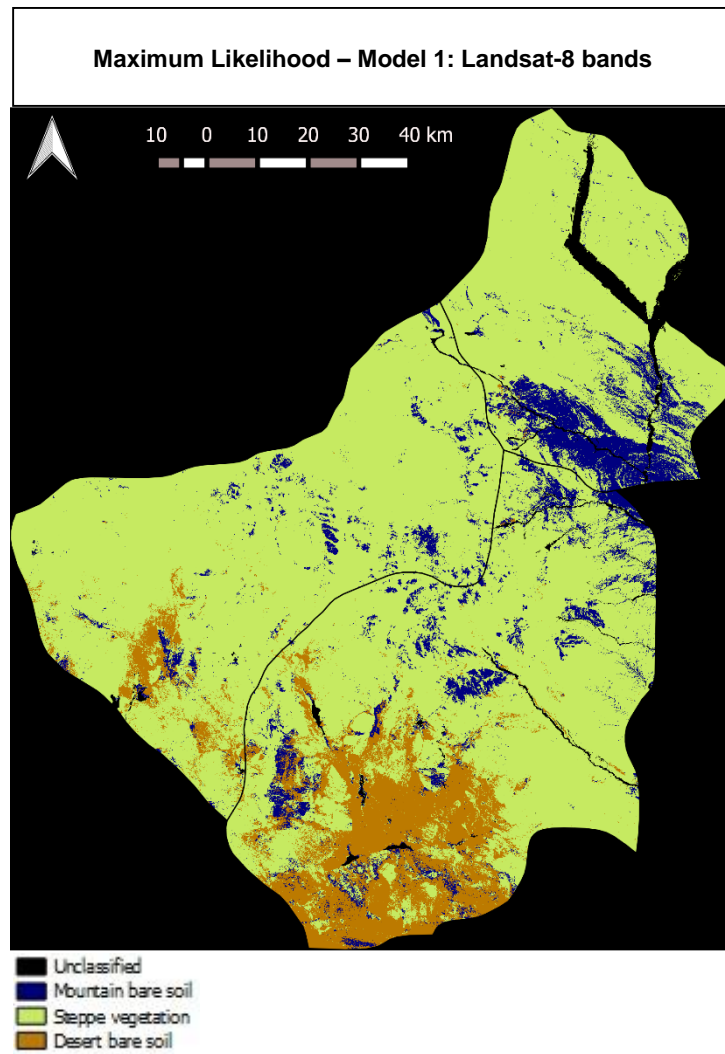 Maximum Likelihood – Model 1: Landsat-8 bands
10 0 10 20 30 40 km
Unclassified
Mountain bare soil
Steppe vegetation
Desert bare soil